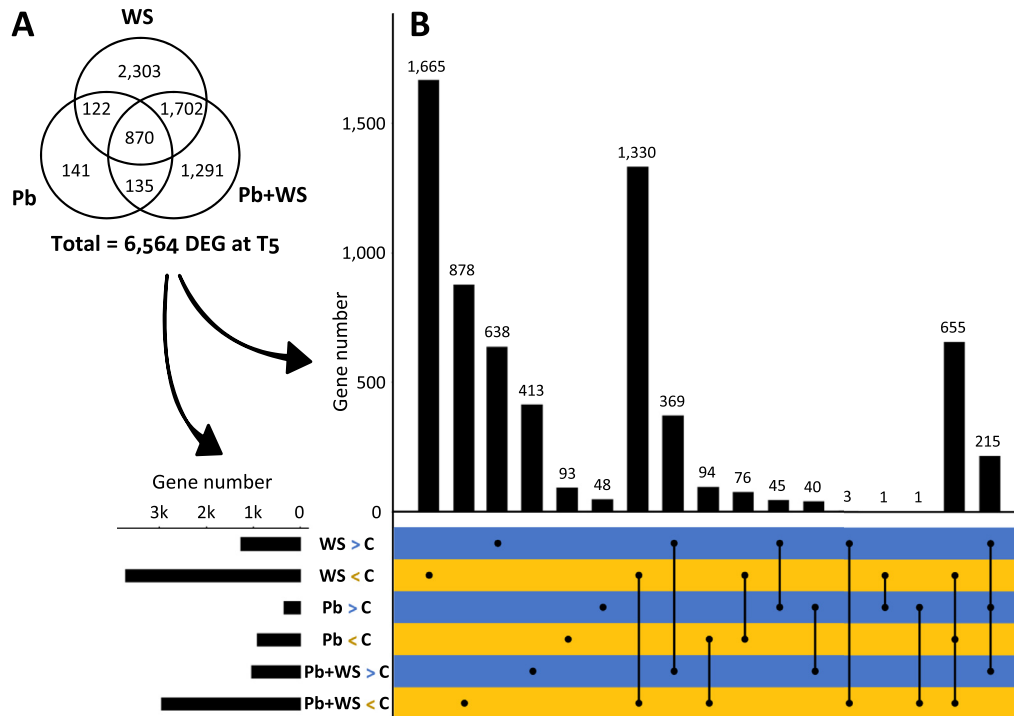 A
WS
2,303
122
1,702
870
141
135
1,291
Pb
Pb+WS
Total = 6,564 DEG at T5
B
Gene number
1,500
1,000
500
0
1,665
878
638
413
93
48
1,330
369
94
76
45
40
3
1
1
655
215
Gene number
3k 2k 1k 0
WS > C
WS < C
Pb > C
Pb < C
Pb+WS > C
Pb+WS < C